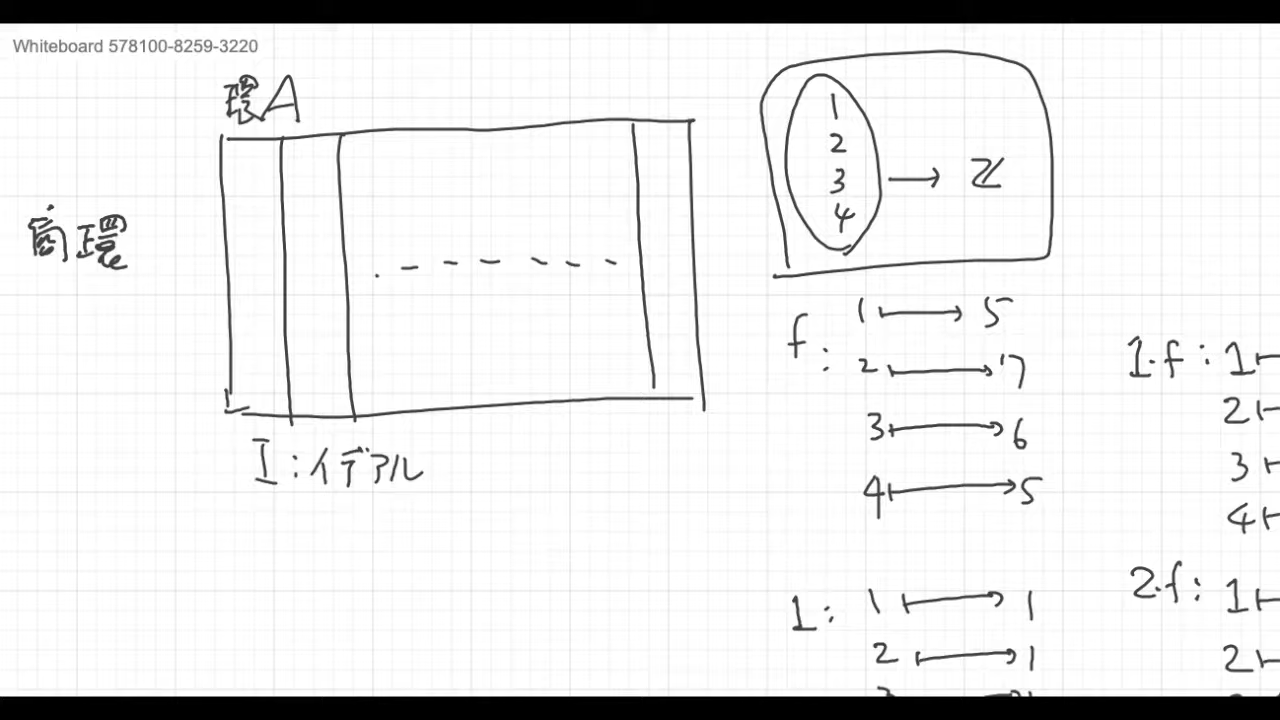 Whiteboard 578100-8259-3220
環A
商環
I:イデアル
1
2
3
4
→ ℤ
f:
1 ↦ 5
2 ↦ 7
3 ↦ 6
4 ↦ 5
1:
1 ↦ 1
2 ↦ 1
1·f: 1
2
3
4
2·f: 1
2